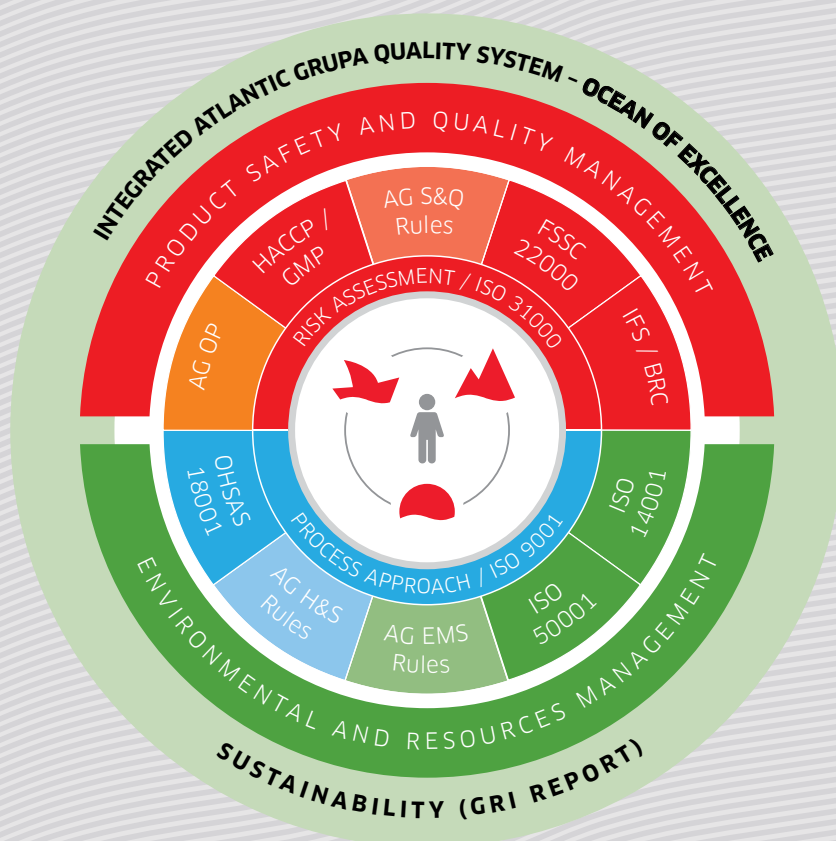 INTEGRATED ATLANTIC GRUPA QUALITY SYSTEM – OCEAN OF EXCELLENCE
PRODUCT SAFETY AND QUALITY MANAGEMENT
AG OP
HACCP /
GMP
AG S&Q
Rules
FSSC
22000
IFS / BRC
RISK ASSESSMENT / ISO 31000
PROCESS APPROACH / ISO 9001
OHSAS
18001
AG H&S
Rules
AG EMS
Rules
ISO
50001
ISO
14001
ENVIRONMENTAL AND RESOURCES MANAGEMENT
SUSTAINABILITY (GRI REPORT)